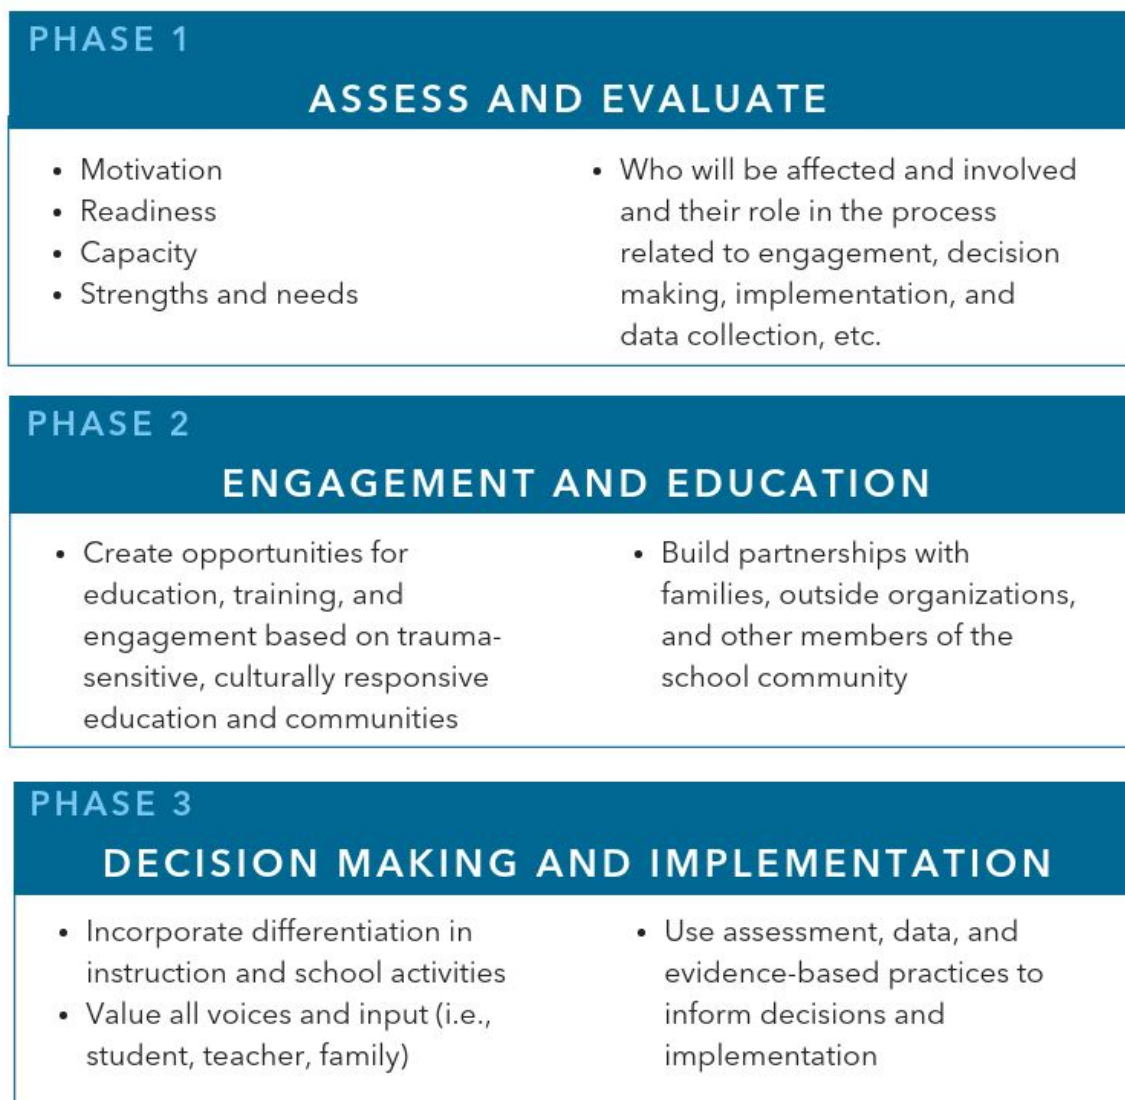 PHASE 1
ASSESS AND EVALUATE
• Motivation
• Readiness
• Capacity
• Strengths and needs
• Who will be affected and involved
and their role in the process
related to engagement, decision
making, implementation, and
data collection, etc.
PHASE 2
ENGAGEMENT AND EDUCATION
• Create opportunities for
education, training, and
engagement based on trauma-
sensitive, culturally responsive
education and communities
• Build partnerships with
families, outside organizations,
and other members of the
school community
PHASE 3
DECISION MAKING AND IMPLEMENTATION
• Incorporate differentiation in
instruction and school activities
• Value all voices and input (i.e.,
student, teacher, family)
• Use assessment, data, and
evidence-based practices to
inform decisions and
implementation